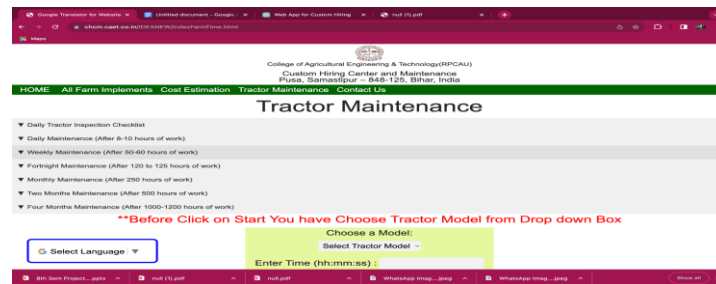 Google Translator for Website
Untitled document - Google
Web App for Custom Hiring
null (1).pdf
chcm.caet.co.in/IDEANEW/indexFarmTime.html
Maps
College of Agricultural Engineering & Technology(RPCAU)
Custom Hiring Center and Maintenance
Pusa, Samastipur – 848-125, Bihar, India
HOME All Farm Implements Cost Estimation Tractor Maintenance Contact Us
Tractor Maintenance
▼ Daily Tractor Inspection Checklist
▼ Daily Maintenance (After 8-10 hours of work)
▼ Weekly Maintenance (After 50-60 hours of work)
▼ Fortnight Maintenance (After 120 to 125 hours of work)
▼ Monthly Maintenance (After 250 hours of work)
▼ Two Months Maintenance (After 500 hours of work)
▼ Four Months Maintenance (After 1000-1200 hours of work)
**Before Click on Start You have Choose Tractor Model from Drop down Box
Choose a Model:
Select Tractor Model
G Select Language ▼
Enter Time (hh:mm:ss) :
8th Sem Project....pptx
null (1).pdf
null.pdf
WhatsApp Imag....jpeg
WhatsApp Imag....jpeg
Show all